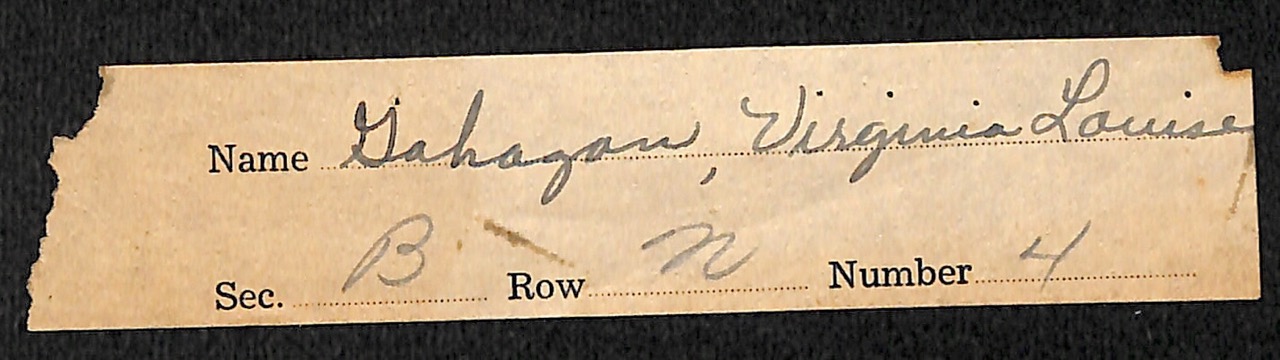 Name Gahagan, Virginia Louise
Sec. B Row N Number 4